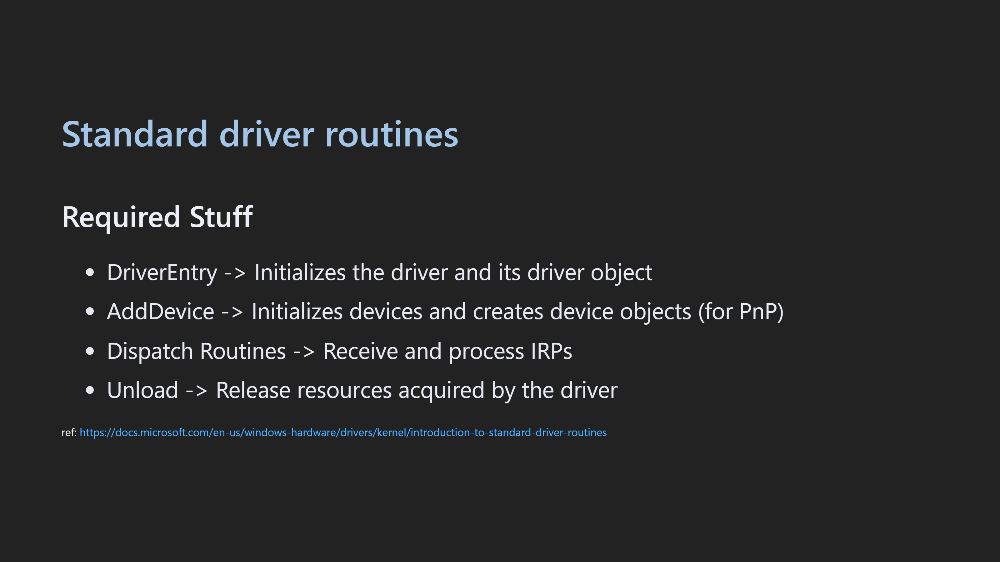 Standard driver routines
Required Stuff
• DriverEntry -> Initializes the driver and its driver object
• AddDevice -> Initializes devices and creates device objects (for PnP)
• Dispatch Routines -> Receive and process IRPs
• Unload -> Release resources acquired by the driver
ref: https://docs.microsoft.com/en-us/windows-hardware/drivers/kernel/introduction-to-standard-driver-routines